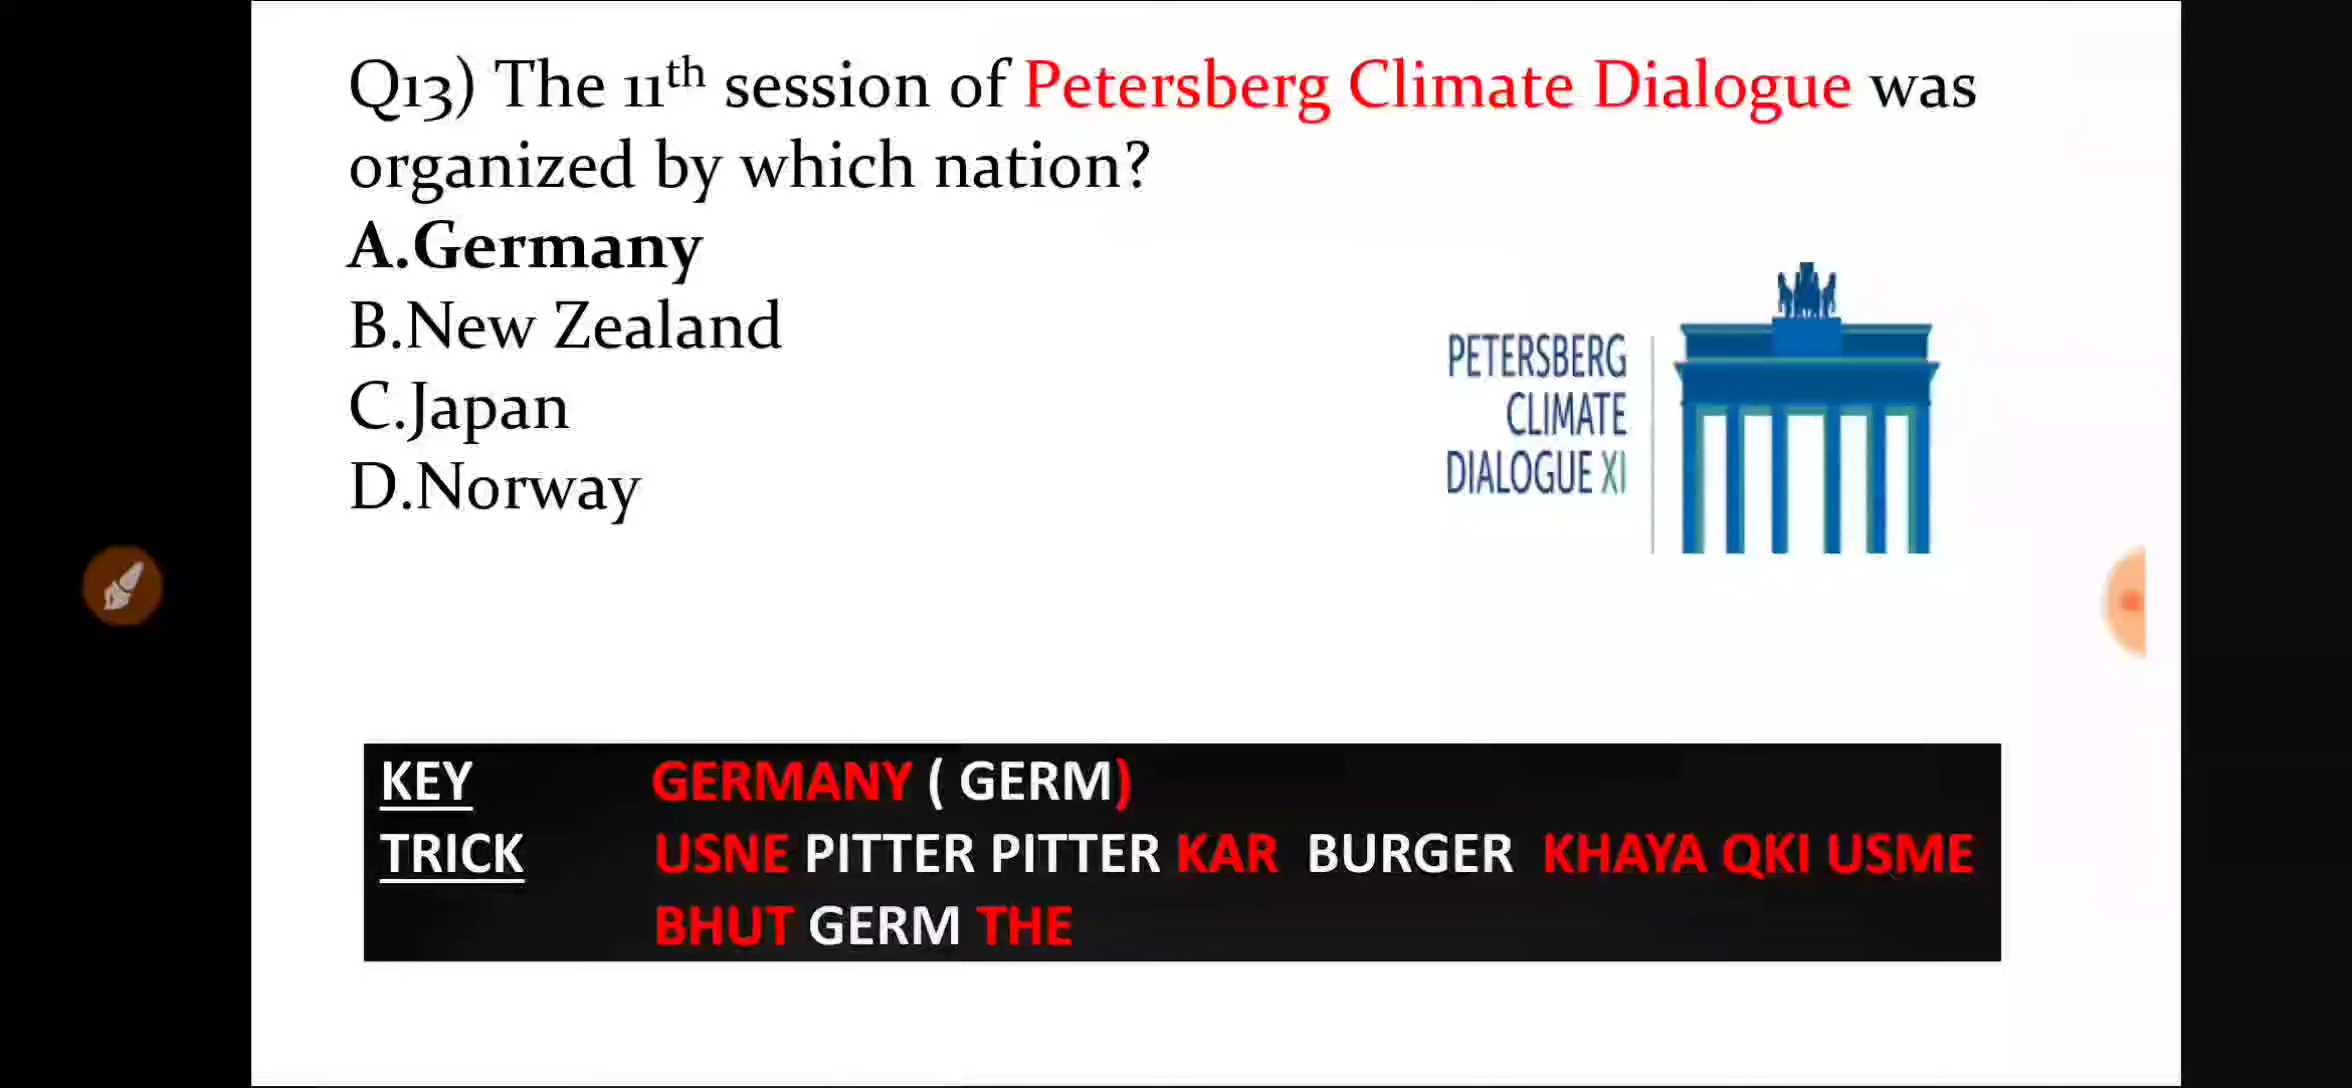 Q13) The 11th session of Petersberg Climate Dialogue was
organized by which nation?
A.Germany
B.New Zealand
C.Japan
D.Norway
PETERSBERG
CLIMATE
DIALOGUE XI
KEY GERMANY ( GERM)
TRICK USNE PITTER PITTER KAR BURGER KHAYA QKI USME
BHUT GERM THE